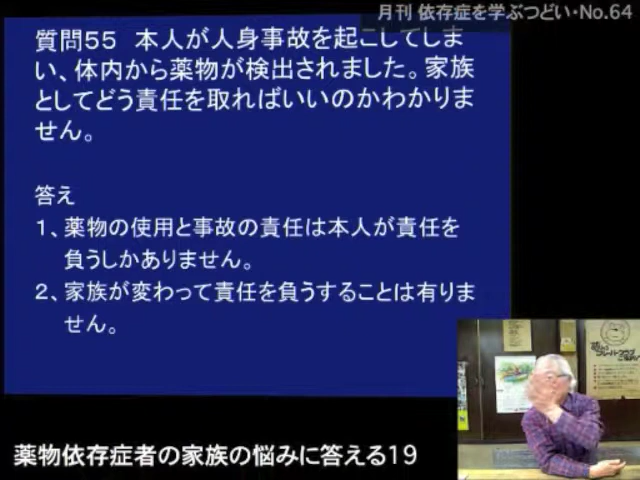 月刊 依存症を学ぶつどい・No.64
質問55 本人が人身事故を起こしてしま
い、体内から薬物が検出されました。家族
としてどう責任を取ればいいのかわかりま
せん。
答え
1、薬物の使用と事故の責任は本人が責任を
負うしかありません。
2、家族が変わって責任を負うすることは有りま
せん。
薬物依存症者の家族の悩みに答える19